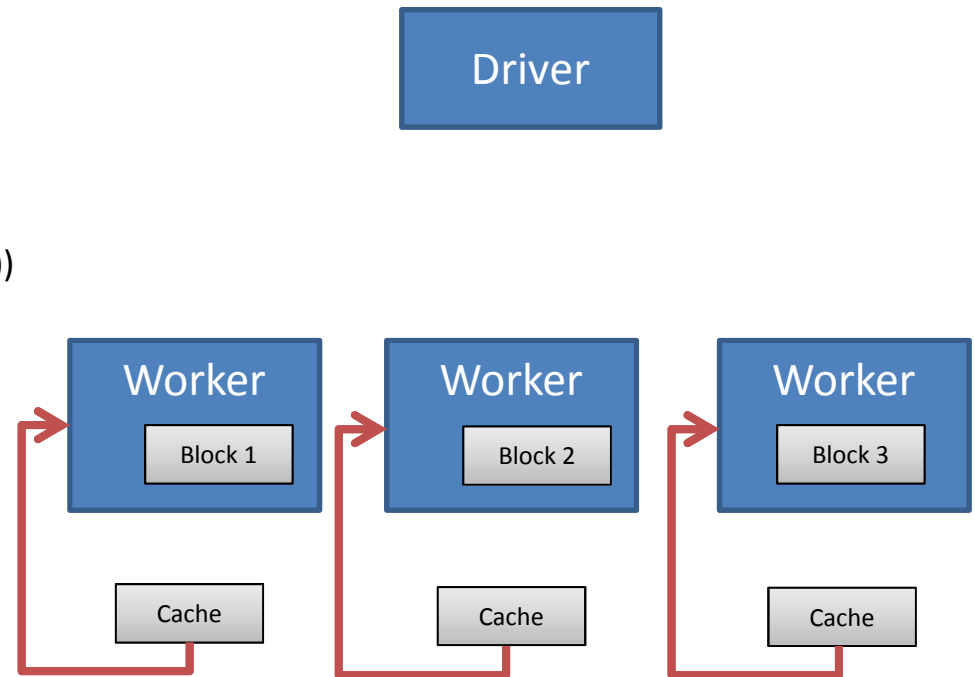 Driver
))
Worker
Worker
Worker
Block 1
Block 2
Block 3
Cache
Cache
Cache